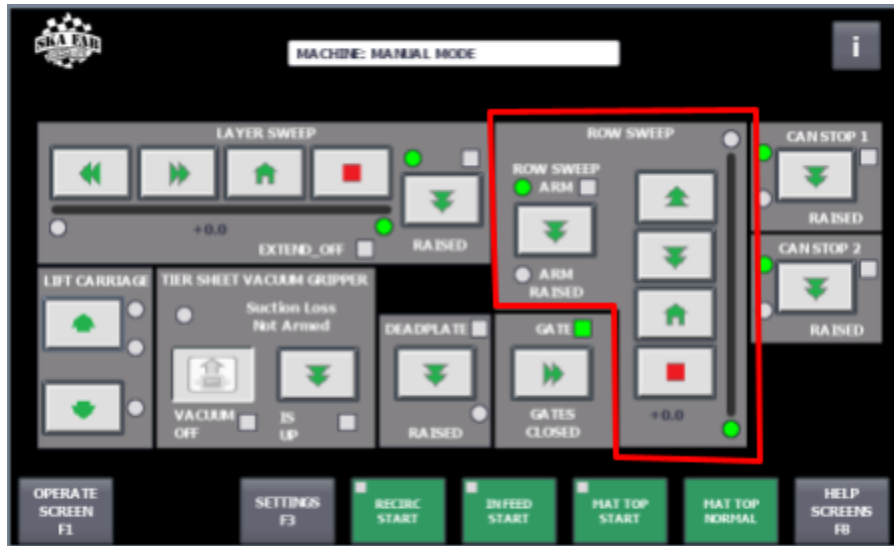 SKA FAB
MACHINE: MANUAL MODE
i
LAYER SWEEP
+0.0
EXTEND_OFF
RAISED
ROW SWEEP
ROW SWEEP
ARM
ARM
RAISED
+0.0
CAN STOP 1
RAISED
CAN STOP 2
RAISED
LIFT CARRIAGE
TIER SHEET VACUUM GRIPPER
Suction Loss
Not Armed
VACUUM
OFF
IS
UP
DEADPLATE
RAISED
GATE
GATES
CLOSED
OPERATE
SCREEN
F1
SETTINGS
F3
RECIRC
START
INFEED
START
MAT TOP
START
MAT TOP
NORMAL
HELP
SCREENS
F8